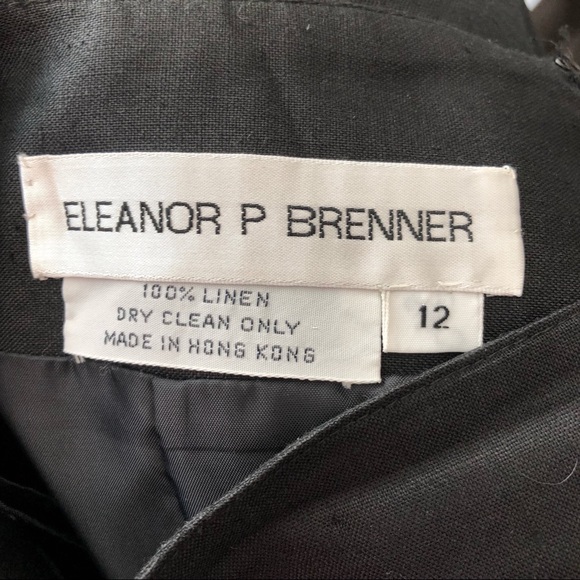 ELEANOR P BRENNER
100% LINEN
DRY CLEAN ONLY
MADE IN HONG KONG
12